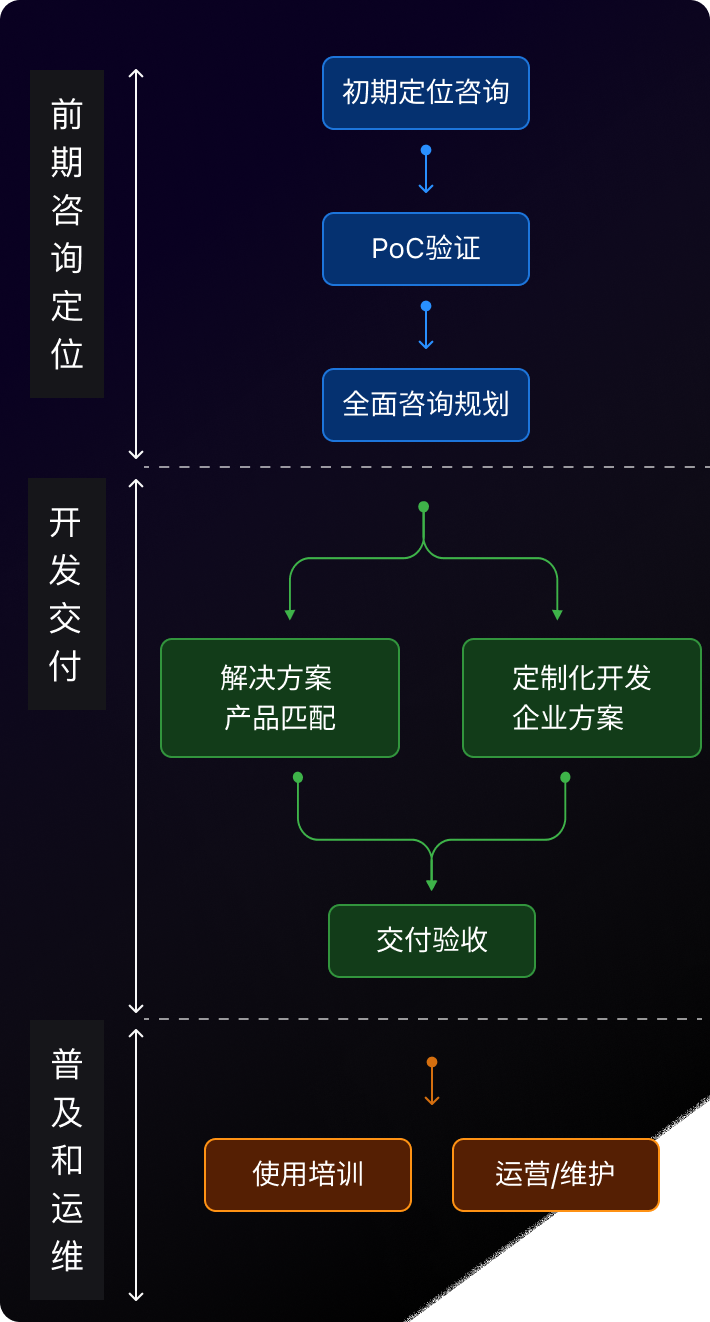 前期咨询定位
初期定位咨询
PoC验证
全面咨询规划
开发交付
解决方案
产品匹配
定制化开发
企业方案
交付验收
普及和运维
使用培训
运营/维护